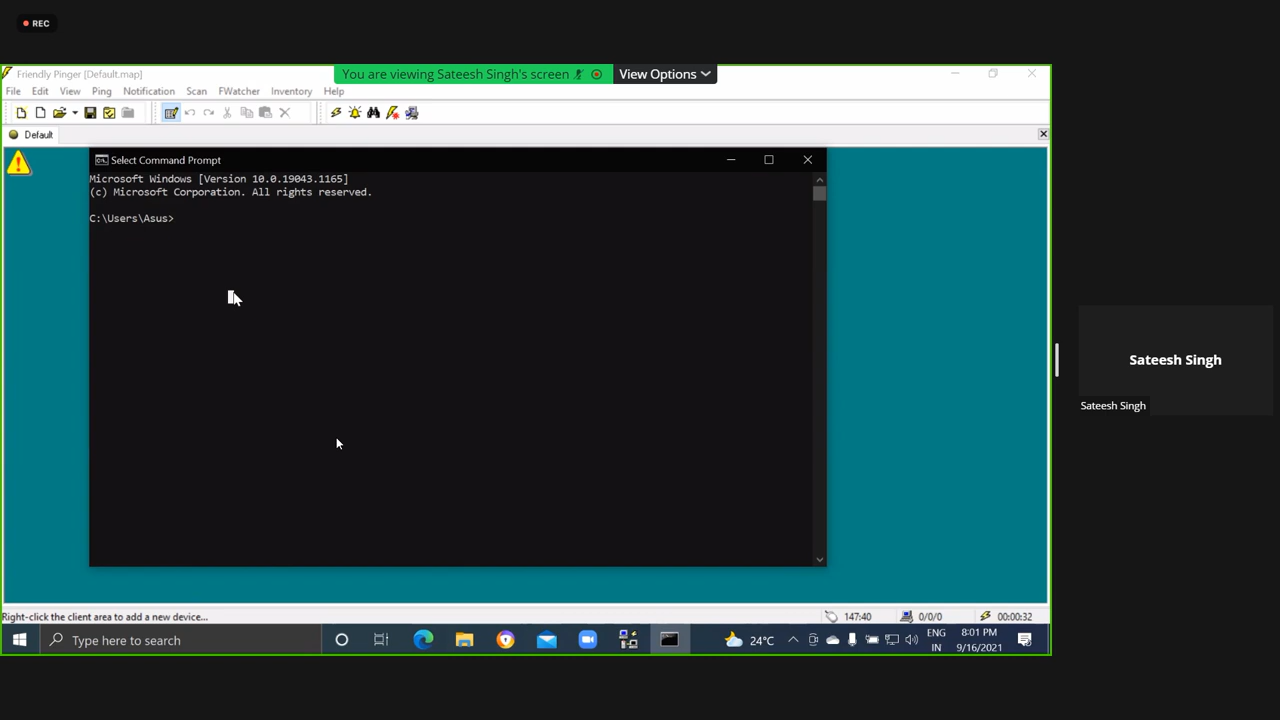 REC
Friendly Pinger [Default.map]
You are viewing Sateesh Singh's screen
View Options
File Edit View Ping Notification Scan FWatcher Inventory Help
Default
Select Command Prompt
Microsoft Windows [Version 10.0.19043.1165]
(c) Microsoft Corporation. All rights reserved.
C:\Users\Asus>
Sateesh Singh
Sateesh Singh
Right-click the client area to add a new device...
147:40
0/0/0
00:00:32
Type here to search
24°C
ENG
IN
8:01 PM
9/16/2021